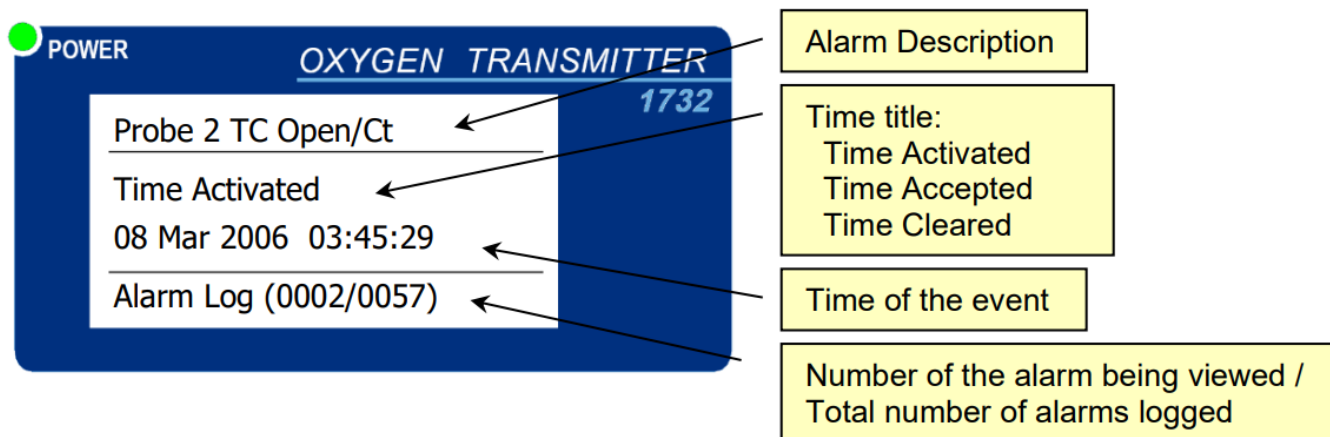 POWER
OXYGEN TRANSMITTER
1732
Probe 2 TC Open/Ct
Time Activated
08 Mar 2006 03:45:29
Alarm Log (0002/0057)
Alarm Description
Time title:
Time Activated
Time Accepted
Time Cleared
Time of the event
Number of the alarm being viewed /
Total number of alarms logged